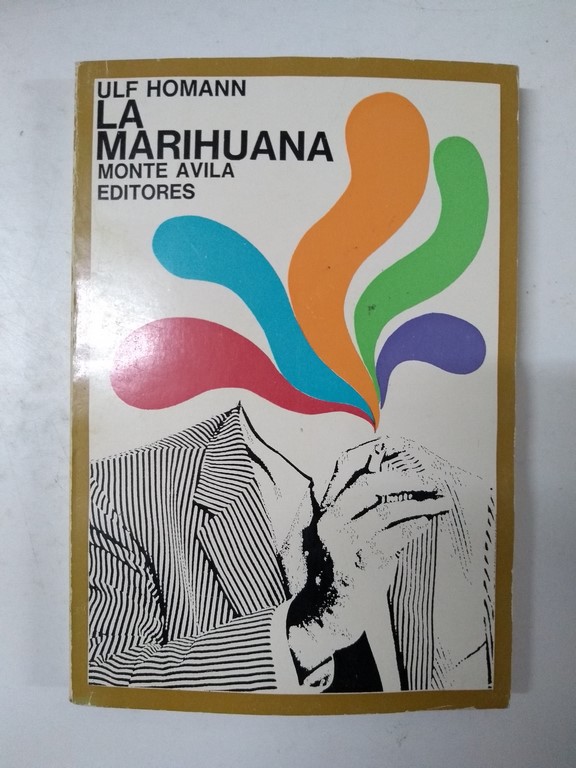 ULF HOMANN
LA
MARIHUANA
MONTE AVILA
EDITORES